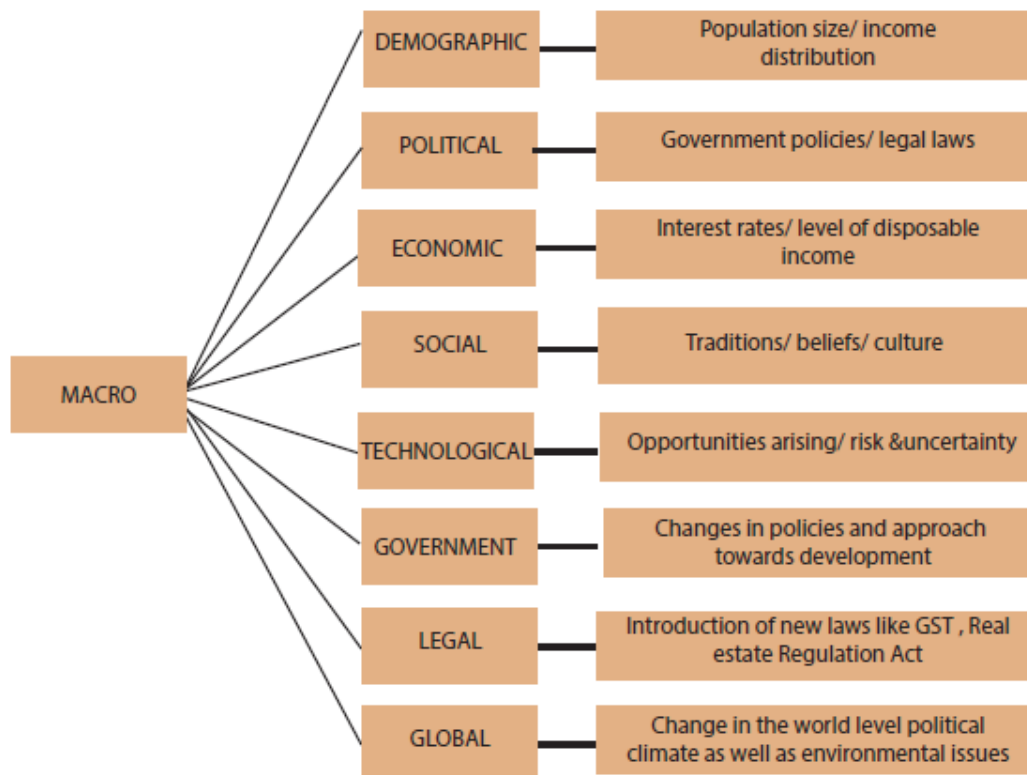 DEMOGRAPHIC
Population size/ income
distribution
POLITICAL
Government policies/ legal laws
ECONOMIC
Interest rates/ level of disposable
income
SOCIAL
Traditions/ beliefs/ culture
MACRO
TECHNOLOGICAL
Opportunities arising/ risk &uncertainty
GOVERNMENT
Changes in policies and approach
towards development
LEGAL
Introduction of new laws like GST , Real
estate Regulation Act
GLOBAL
Change in the world level political
climate as well as environmental issues